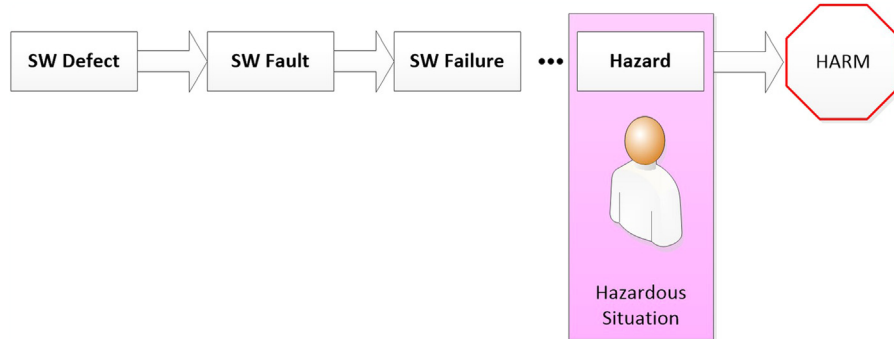 SW Defect
SW Fault
SW Failure
•••
Hazard
HARM
Hazardous
Situation